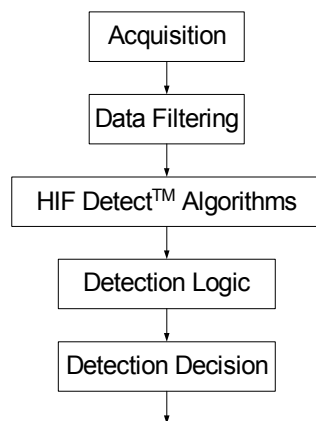 Acquisition
Data Filtering
HIF Detect™ Algorithms
Detection Logic
Detection Decision